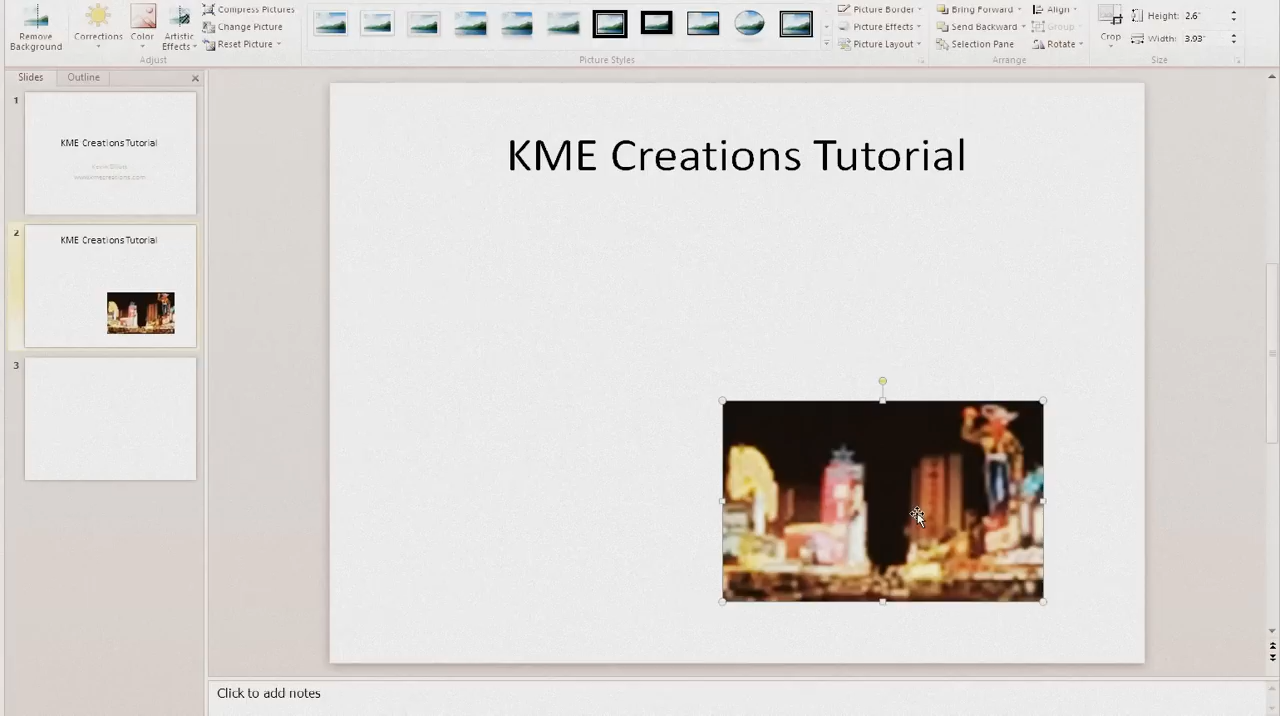 Remove
Background
Corrections
Color
Artistic
Effects
Compress Pictures
Change Picture
Reset Picture
Adjust
Picture Styles
Picture Border
Picture Effects
Picture Layout
Bring Forward
Send Backward
Selection Pane
Align
Group
Rotate
Arrange
Crop
Height: 2.6"
Width: 3.93"
Size
Slides
Outline
1
KME Creations Tutorial
www.kmecreations.com
2
KME Creations Tutorial
3
KME Creations Tutorial
Click to add notes